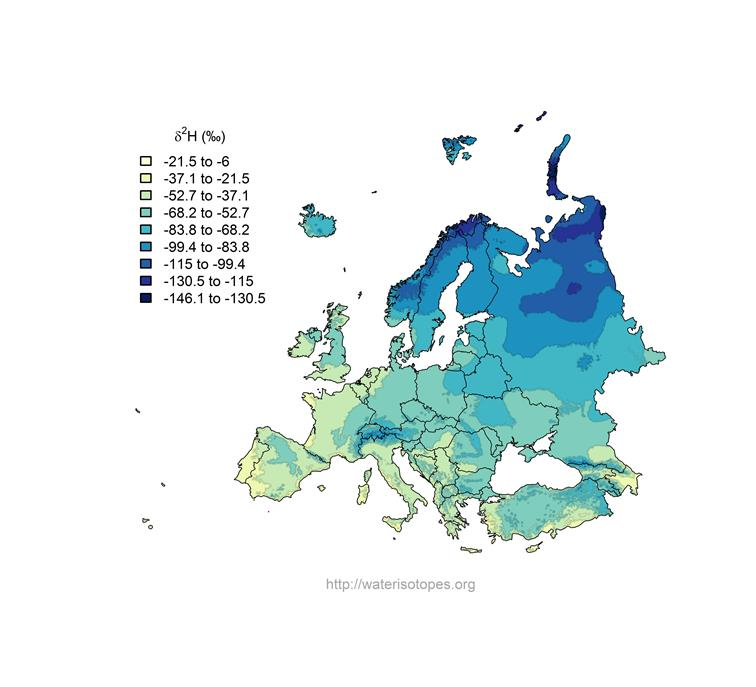 δ²H (‰)
-21.5 to -6
-37.1 to -21.5
-52.7 to -37.1
-68.2 to -52.7
-83.8 to -68.2
-99.4 to -83.8
-115 to -99.4
-130.5 to -115
-146.1 to -130.5
http://waterisotopes.org